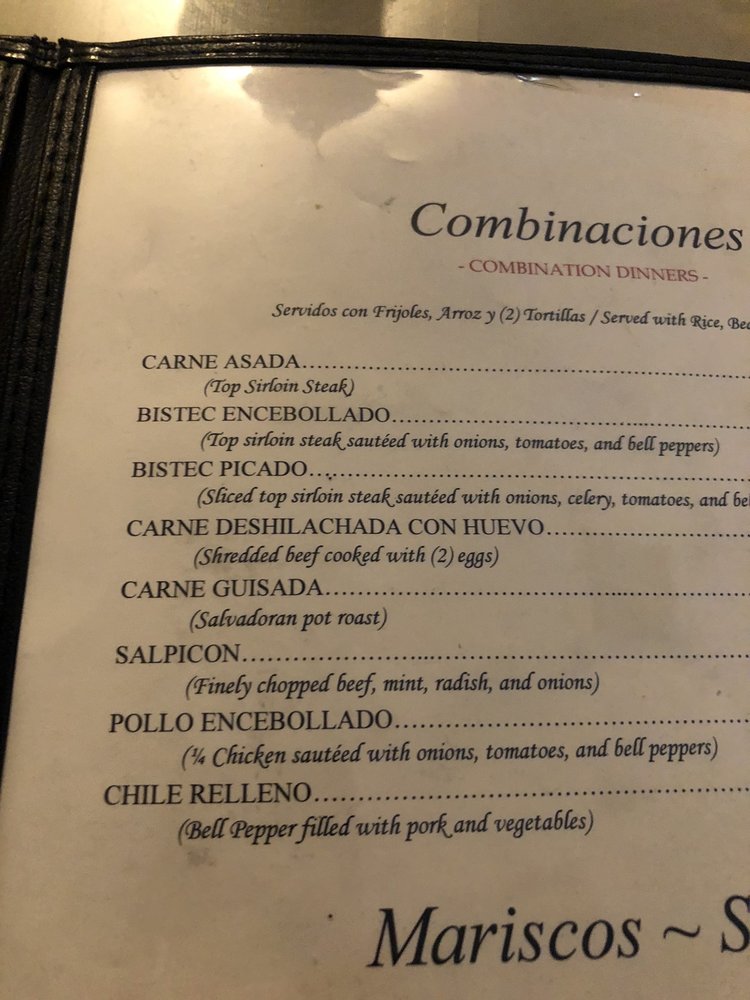 Combinaciones
- COMBINATION DINNERS -
Servidos con Frijoles, Arroz y (2) Tortillas / Served with Rice,
CARNE ASADA
(Top Sirloin Steak)
BISTEC ENCEBOLLADO
(Top sirloin steak sautéed with onions, tomatoes, and bell peppers)
BISTEC PICADO
(Sliced top sirloin steak sautéed with onions, celery, tomatoes, and
CARNE DESHILACHADA CON HUEVO
(Shredded beef cooked with (2) eggs)
CARNE GUISADA
(Salvadoran pot roast)
SALPICON
(Finely chopped beef, mint, radish, and onions)
POLLO ENCEBOLLADO
(¼ Chicken sautéed with onions, tomatoes, and bell peppers)
CHILE RELLENO
(Bell Pepper filled with pork and vegetables)
Mariscos ~